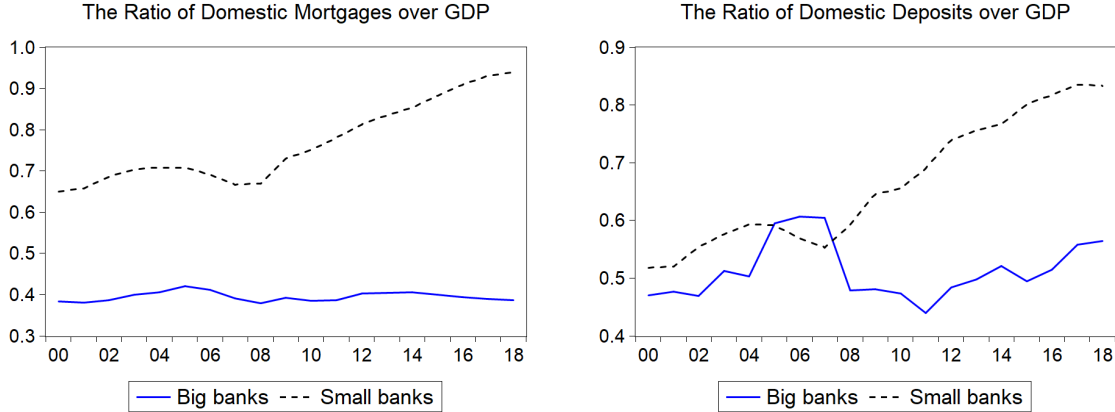 The Ratio of Domestic Mortgages over GDP
1.0
0.9
0.8
0.7
0.6
0.5
0.4
0.3
00 02 04 06 08 10 12 14 16 18
Big banks Small banks
The Ratio of Domestic Deposits over GDP
0.9
0.8
0.7
0.6
0.5
0.4
00 02 04 06 08 10 12 14 16 18
Big banks Small banks